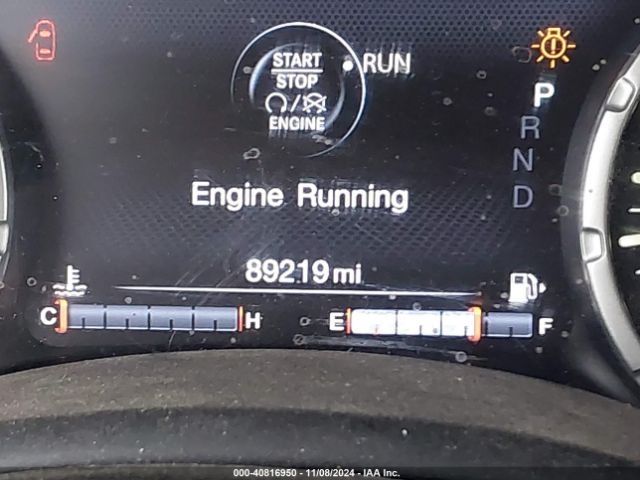 START
STOP
ENGINE
RUN
P
R
N
D
Engine Running
89219 mi
C H E F
000-40816950 - 11/08/2024 - IAA Inc.